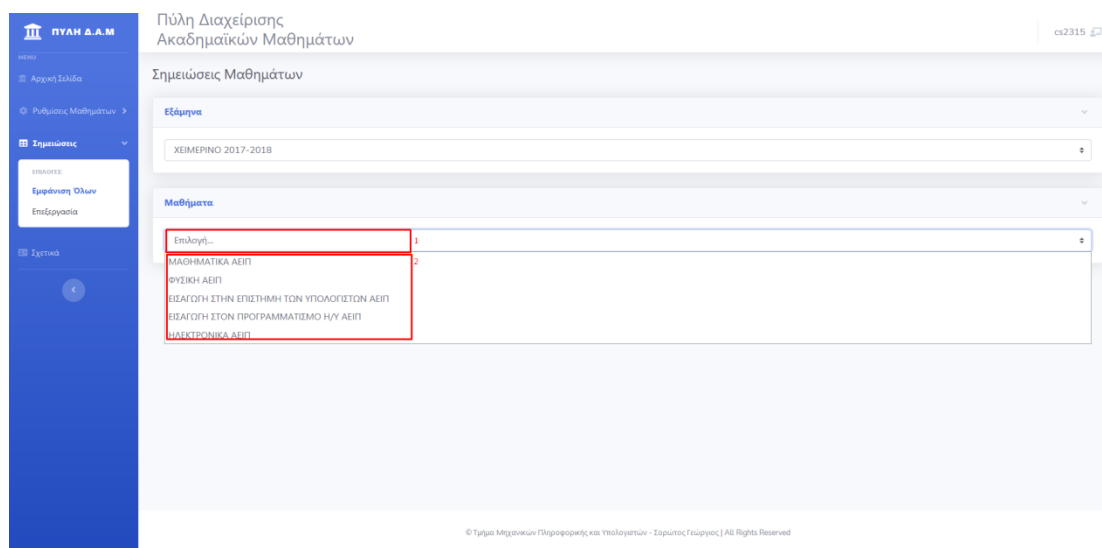 ΠΥΛΗ Δ.Α.Μ
Πύλη Διαχείρισης
Ακαδημαϊκών Μαθημάτων
cs2315
MENU
Αρχική Σελίδα
Ρυθμίσεις Μαθημάτων
Σημειώσεις
ΕΠΙΛΟΓΕΣ:
Εμφάνιση Όλων
Επεξεργασία
Σχετικά
Σημειώσεις Μαθημάτων
Εξάμηνα
ΧΕΙΜΕΡΙΝΟ 2017-2018
Μαθήματα
Επιλογή... 1
ΜΑΘΗΜΑΤΙΚΑ ΑΕΙΠ 2
ΦΥΣΙΚΗ ΑΕΙΠ
ΕΙΣΑΓΩΓΗ ΣΤΗΝ ΕΠΙΣΤΗΜΗ ΤΩΝ ΥΠΟΛΟΓΙΣΤΩΝ ΑΕΙΠ
ΕΙΣΑΓΩΓΗ ΣΤΟΝ ΠΡΟΓΡΑΜΜΑΤΙΣΜΟ Η/Υ ΑΕΙΠ
ΗΛΕΚΤΡΟΝΙΚΑ ΑΕΙΠ
© Τμήμα Μηχανικών Πληροφορικής και Υπολογιστών - Σαρώτος Γεώργιος | All Rights Reserved